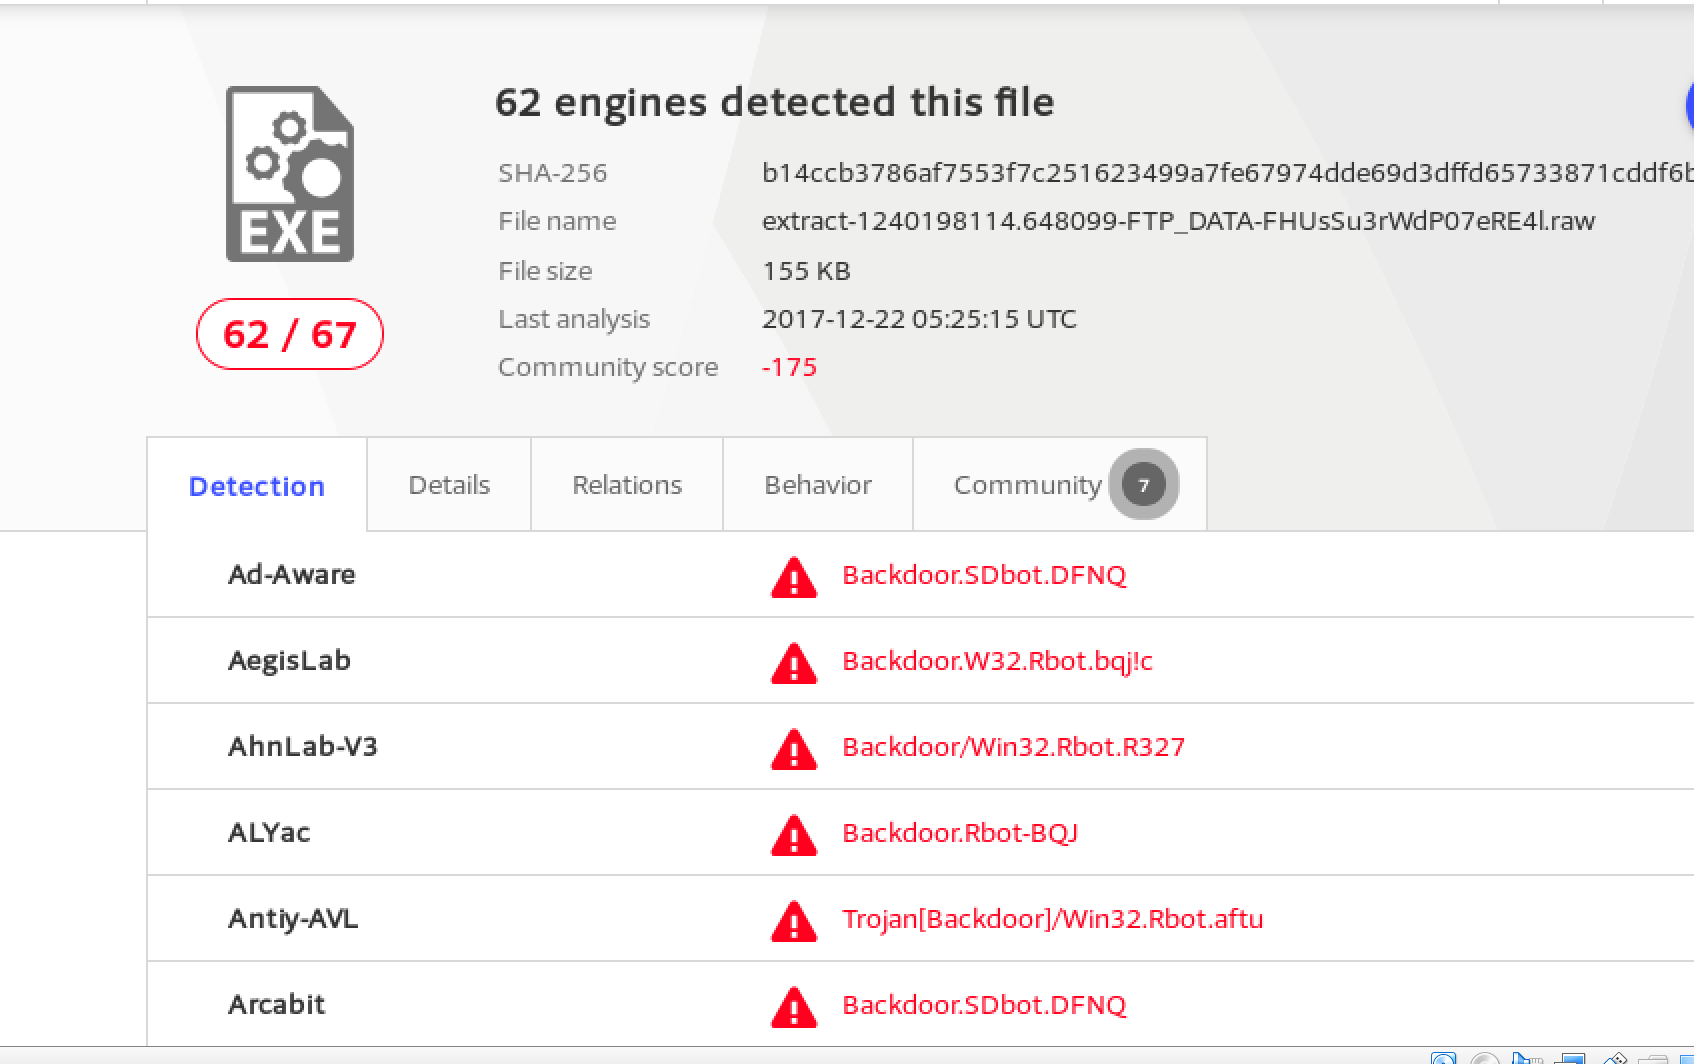 62 engines detected this file
EXE
62 / 67
SHA-256 b14ccb3786af7553f7c251623499a7fe67974dde69d3dffd65733871cddf6b
File name extract-1240198114.648099-FTP_DATA-FHUsSu3rWdP07eRE4l.raw
File size 155 KB
Last analysis 2017-12-22 05:25:15 UTC
Community score -175
Detection Details Relations Behavior Community 7
Ad-Aware Backdoor.SDbot.DFNQ
AegisLab Backdoor.W32.Rbot.bqj!c
AhnLab-V3 Backdoor/Win32.Rbot.R327
ALYac Backdoor.Rbot-BQJ
Antiy-AVL Trojan[Backdoor]/Win32.Rbot.aftu
Arcabit Backdoor.SDbot.DFNQ